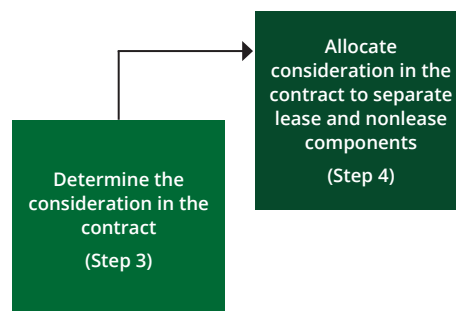 Determine the
consideration in the
contract
(Step 3)
Allocate
consideration in the
contract to separate
lease and nonlease
components
(Step 4)